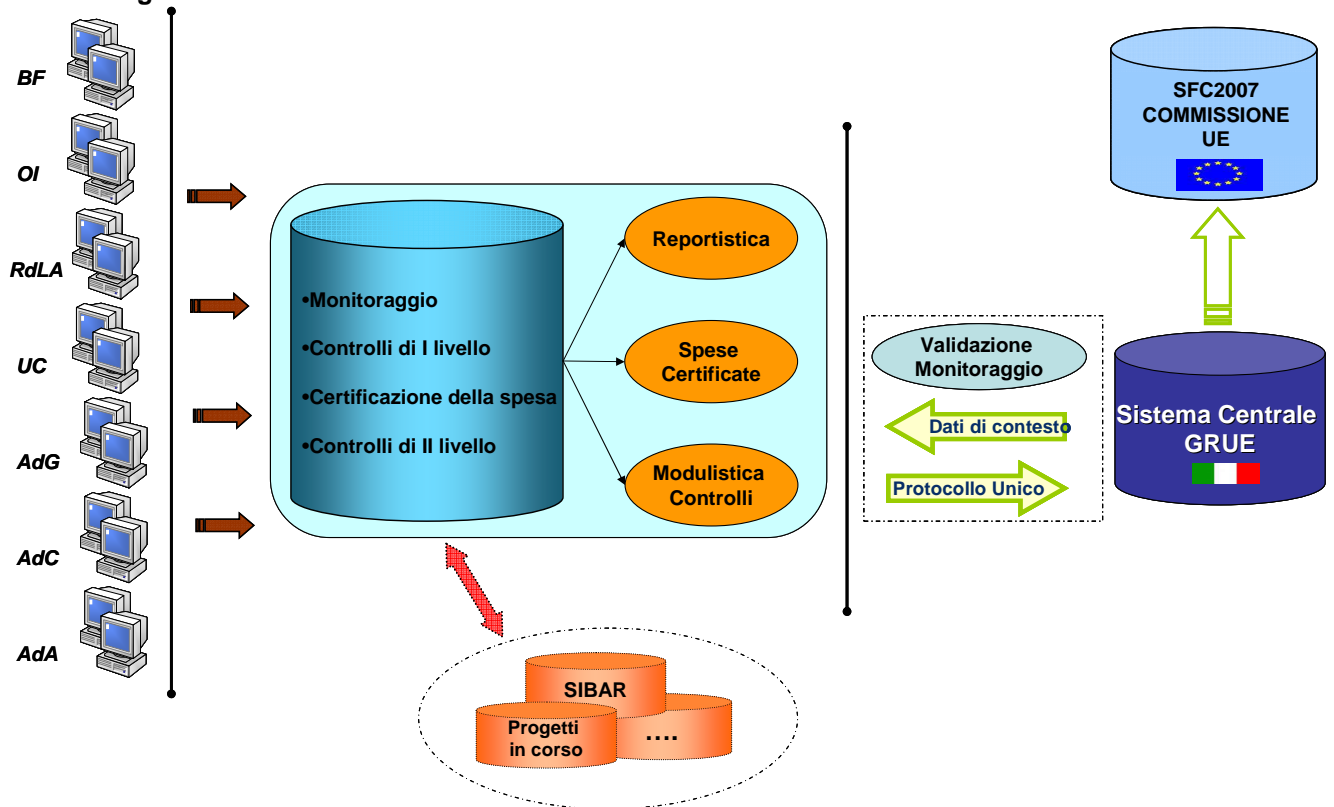 BF
OI
RdLA
UC
AdG
AdC
AdA
•Monitoraggio
•Controlli di I livello
•Certificazione della spesa
•Controlli di II livello
Reportistica
Spese
Certificate
Modulistica
Controlli
SIBAR
Progetti
in corso
....
Validazione
Monitoraggio
Dati di contesto
Protocollo Unico
SFC2007
COMMISSIONE
UE
Sistema Centrale
GRUE